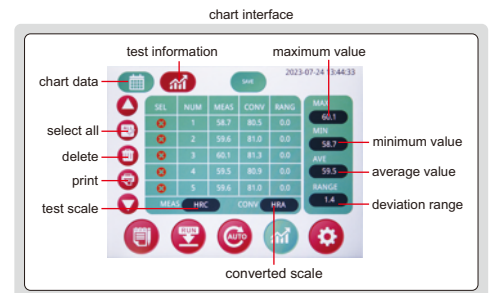 chart interface
test information
maximum value
chart data
select all
delete
print
test scale
minimum value
average value
deviation range
converted scale
SAVE
2023-07-24 13:44:33
SEL NUM MEAS CONV RANG
1 58.7 80.5 0.0
2 59.6 81.0 0.0
3 60.1 81.3 0.0
4 59.5 80.9 0.0
5 59.6 81.0 0.0
MEAS HRC CONV HRA
MAX
60.1
MIN
58.7
AVE
59.5
RANGE
1.4
RUN
AUTO